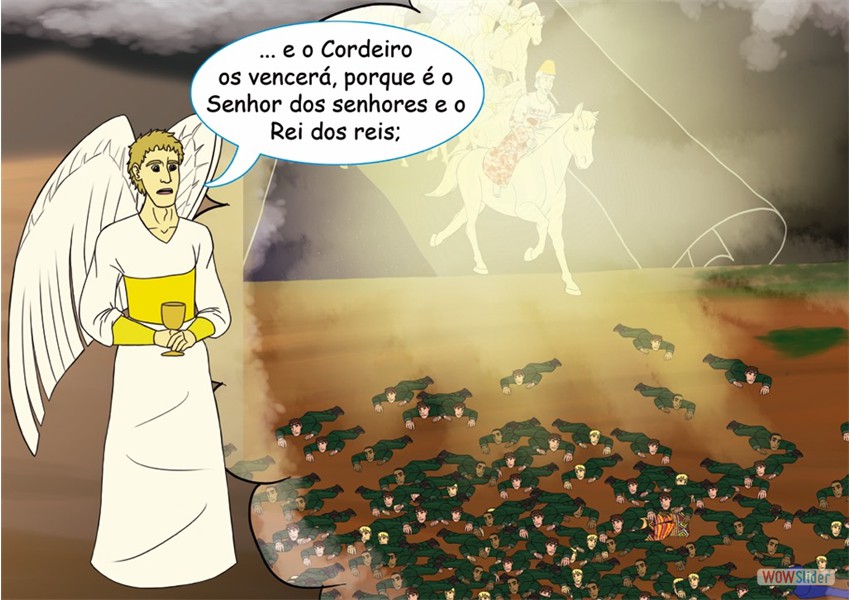 ... e o Cordeiro
os vencerá, porque é o
Senhor dos senhores e o
Rei dos reis;
WOWSlider